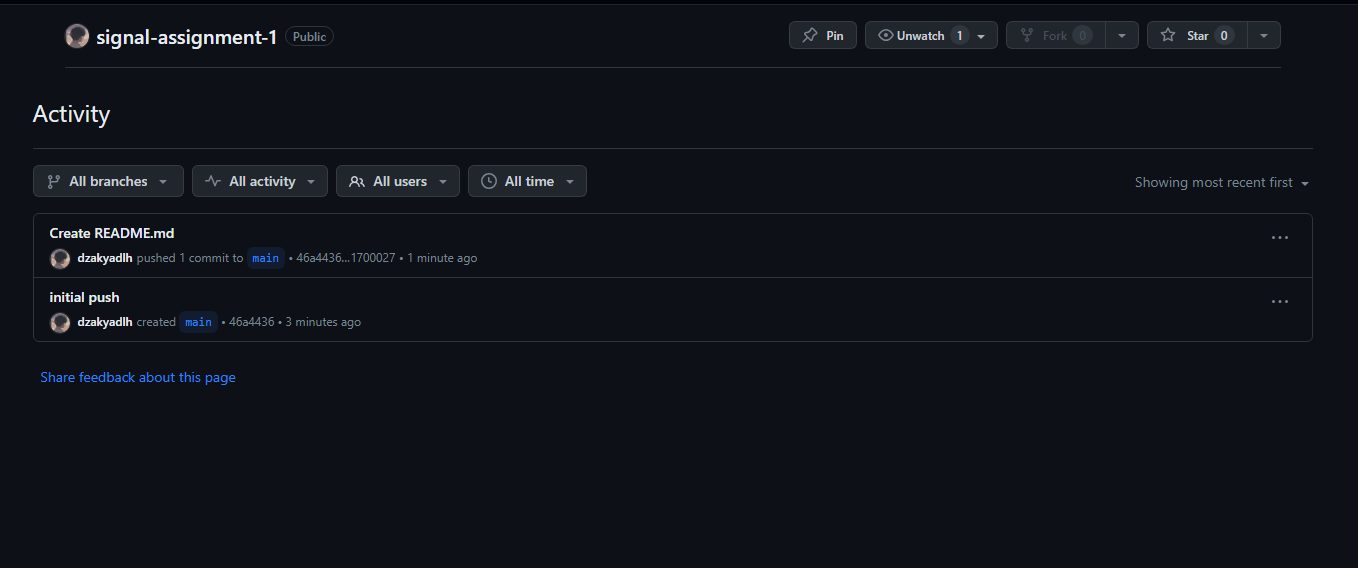 signal-assignment-1 Public Pin Unwatch 1 Fork 0 Star 0
Activity
All branches All activity All users All time Showing most recent first
Create README.md
dzakyadlh pushed 1 commit to main • 46a4436...1700027 • 1 minute ago
initial push
dzakyadlh created main • 46a4436 • 3 minutes ago
Share feedback about this page